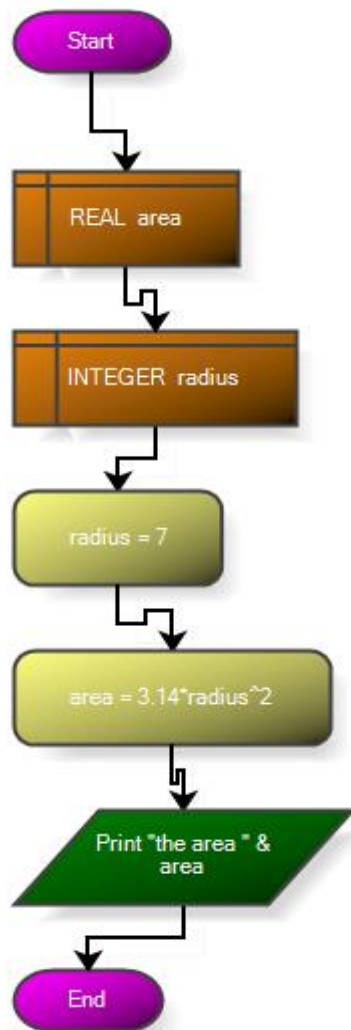 Start
REAL area
INTEGER radius
radius = 7
area = 3.14*radius^2
Print "the area " &
area
End